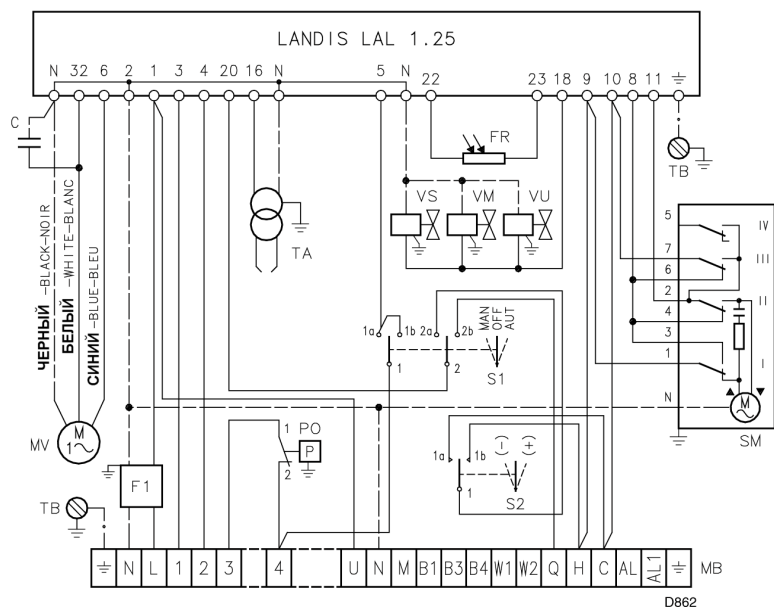 LANDIS LAL 1.25
N 32 6 2 1 3 4 20 16 N 5 N 22 23 18 9 10 8 11
C
FR
TB
VS VM VU
TA
ЧЕРНЫЙ -BLACK-NOIR
БЕЛЫЙ -WHITE-BLANC
СИНИЙ -BLUE-BLEU
5
IV
7
III
6
2
II
4
3
1
I
N
M
SM
1a 1b 2a 2b
MAN
OFF
AUT
1 2
S1
M
1
MV
1 PO
P
2
1a 1b
(-) (+)
1
S2
F1
TB
N L 1 2 3 4 U N M B1 B3 B4 W1 W2 Q H C AL AL1 MB
D862